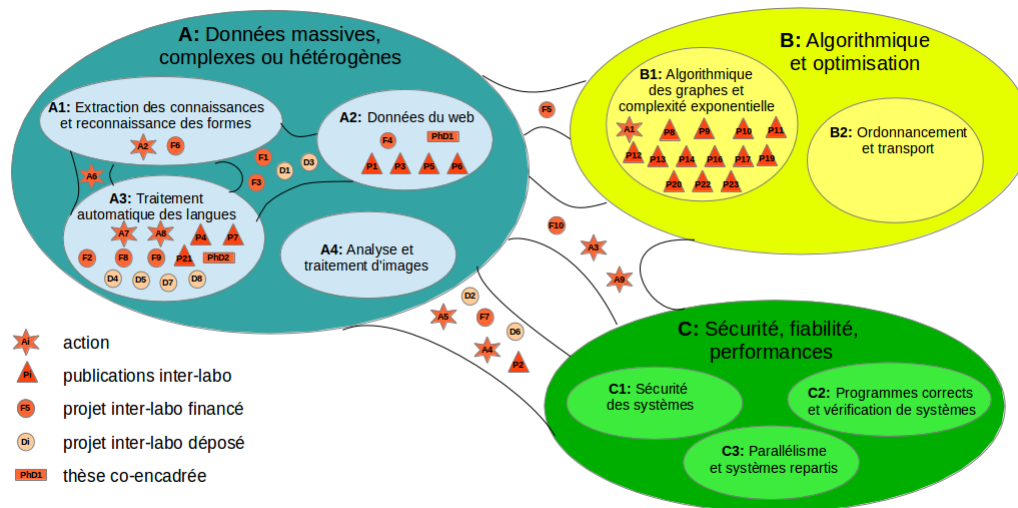 A: Données massives,
complexes ou hétérogènes
A1: Extraction des connaissances
et reconnaissance des formes
A2 F6
A2: Données du web
F4 PhD1
P1 P3 P5 P6
F1 D1 D3
F3
A6
A3: Traitement
automatique des langues
A7 A8 P4 P7
F2 F8 F9 P21 PhD2
D4 D5 D7 D8
A4: Analyse et
traitement d'images
B: Algorithmique
et optimisation
B1: Algorithmique
des graphes et
complexité exponentielle
A1 P8 P9 P10 P11
P12 P13 P14 P16 P17 P19
P20 P22 P23
B2: Ordonnancement
et transport
F5
F10
A3
A9
D2
A5 F7
D6
A4
P2
C: Sécurité, fiabilité,
performances
C1: Sécurité
des systèmes
C2: Programmes corrects
et vérification de systèmes
C3: Parallélisme
et systèmes repartis
Ai action
Pi publications inter-labo
F5 projet inter-labo financé
Di projet inter-labo déposé
PhD1 thèse co-encadrée